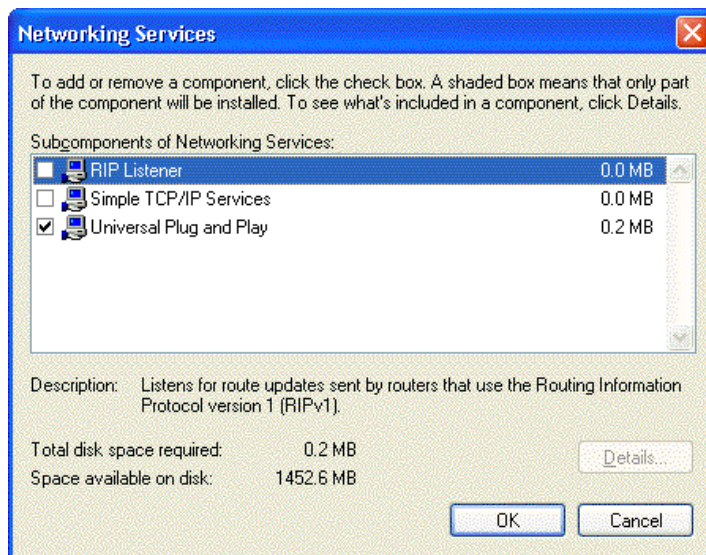 Networking Services
To add or remove a component, click the check box. A shaded box means that only part
of the component will be installed. To see what's included in a component, click Details.
Subcomponents of Networking Services:
RIP Listener 0.0 MB
Simple TCP/IP Services 0.0 MB
Universal Plug and Play 0.2 MB
Description: Listens for route updates sent by routers that use the Routing Information
Protocol version 1 (RIPv1).
Total disk space required: 0.2 MB
Details...
Space available on disk: 1452.6 MB
OK Cancel